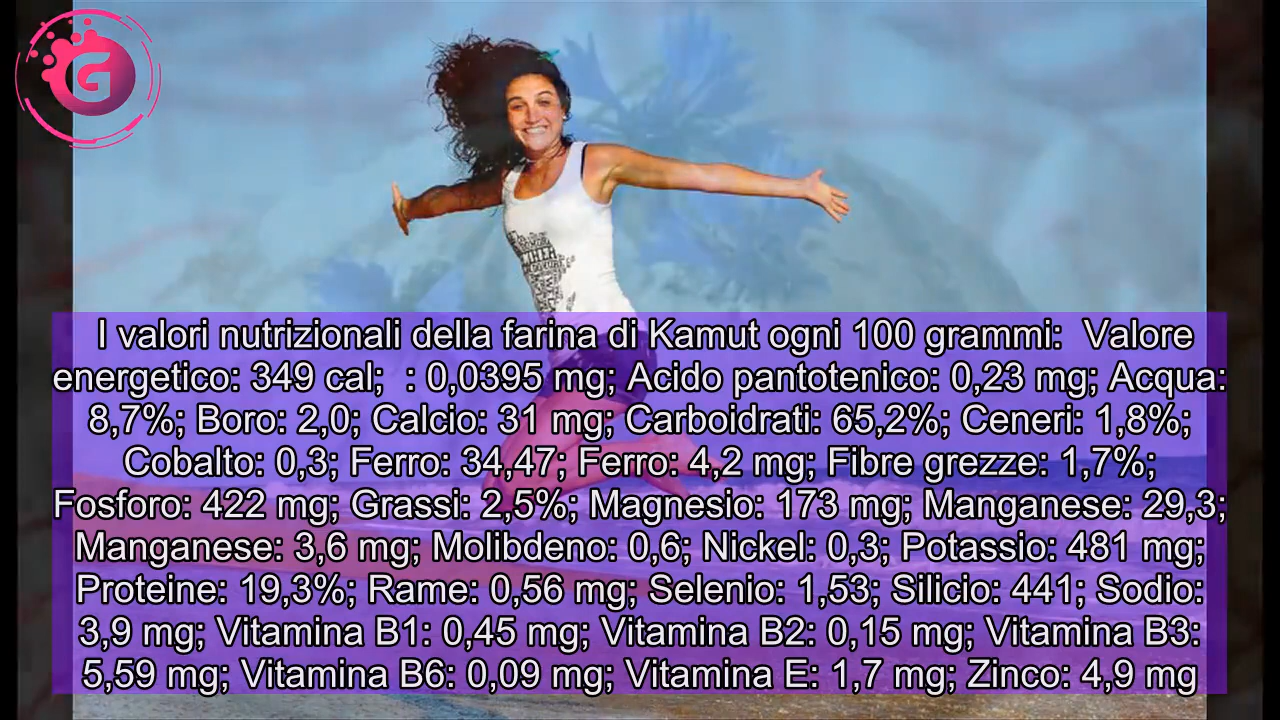 G
I valori nutrizionali della farina di Kamut ogni 100 grammi:  Valore
energetico: 349 cal;  : 0,0395 mg; Acido pantotenico: 0,23 mg; Acqua:
8,7%; Boro: 2,0; Calcio: 31 mg; Carboidrati: 65,2%; Ceneri: 1,8%;
Cobalto: 0,3; Ferro: 34,47; Ferro: 4,2 mg; Fibre grezze: 1,7%;
Fosforo: 422 mg; Grassi: 2,5%; Magnesio: 173 mg; Manganese: 29,3;
Manganese: 3,6 mg; Molibdeno: 0,6; Nickel: 0,3; Potassio: 481 mg;
Proteine: 19,3%; Rame: 0,56 mg; Selenio: 1,53; Silicio: 441; Sodio:
3,9 mg; Vitamina B1: 0,45 mg; Vitamina B2: 0,15 mg; Vitamina B3:
5,59 mg; Vitamina B6: 0,09 mg; Vitamina E: 1,7 mg; Zinco: 4,9 mg